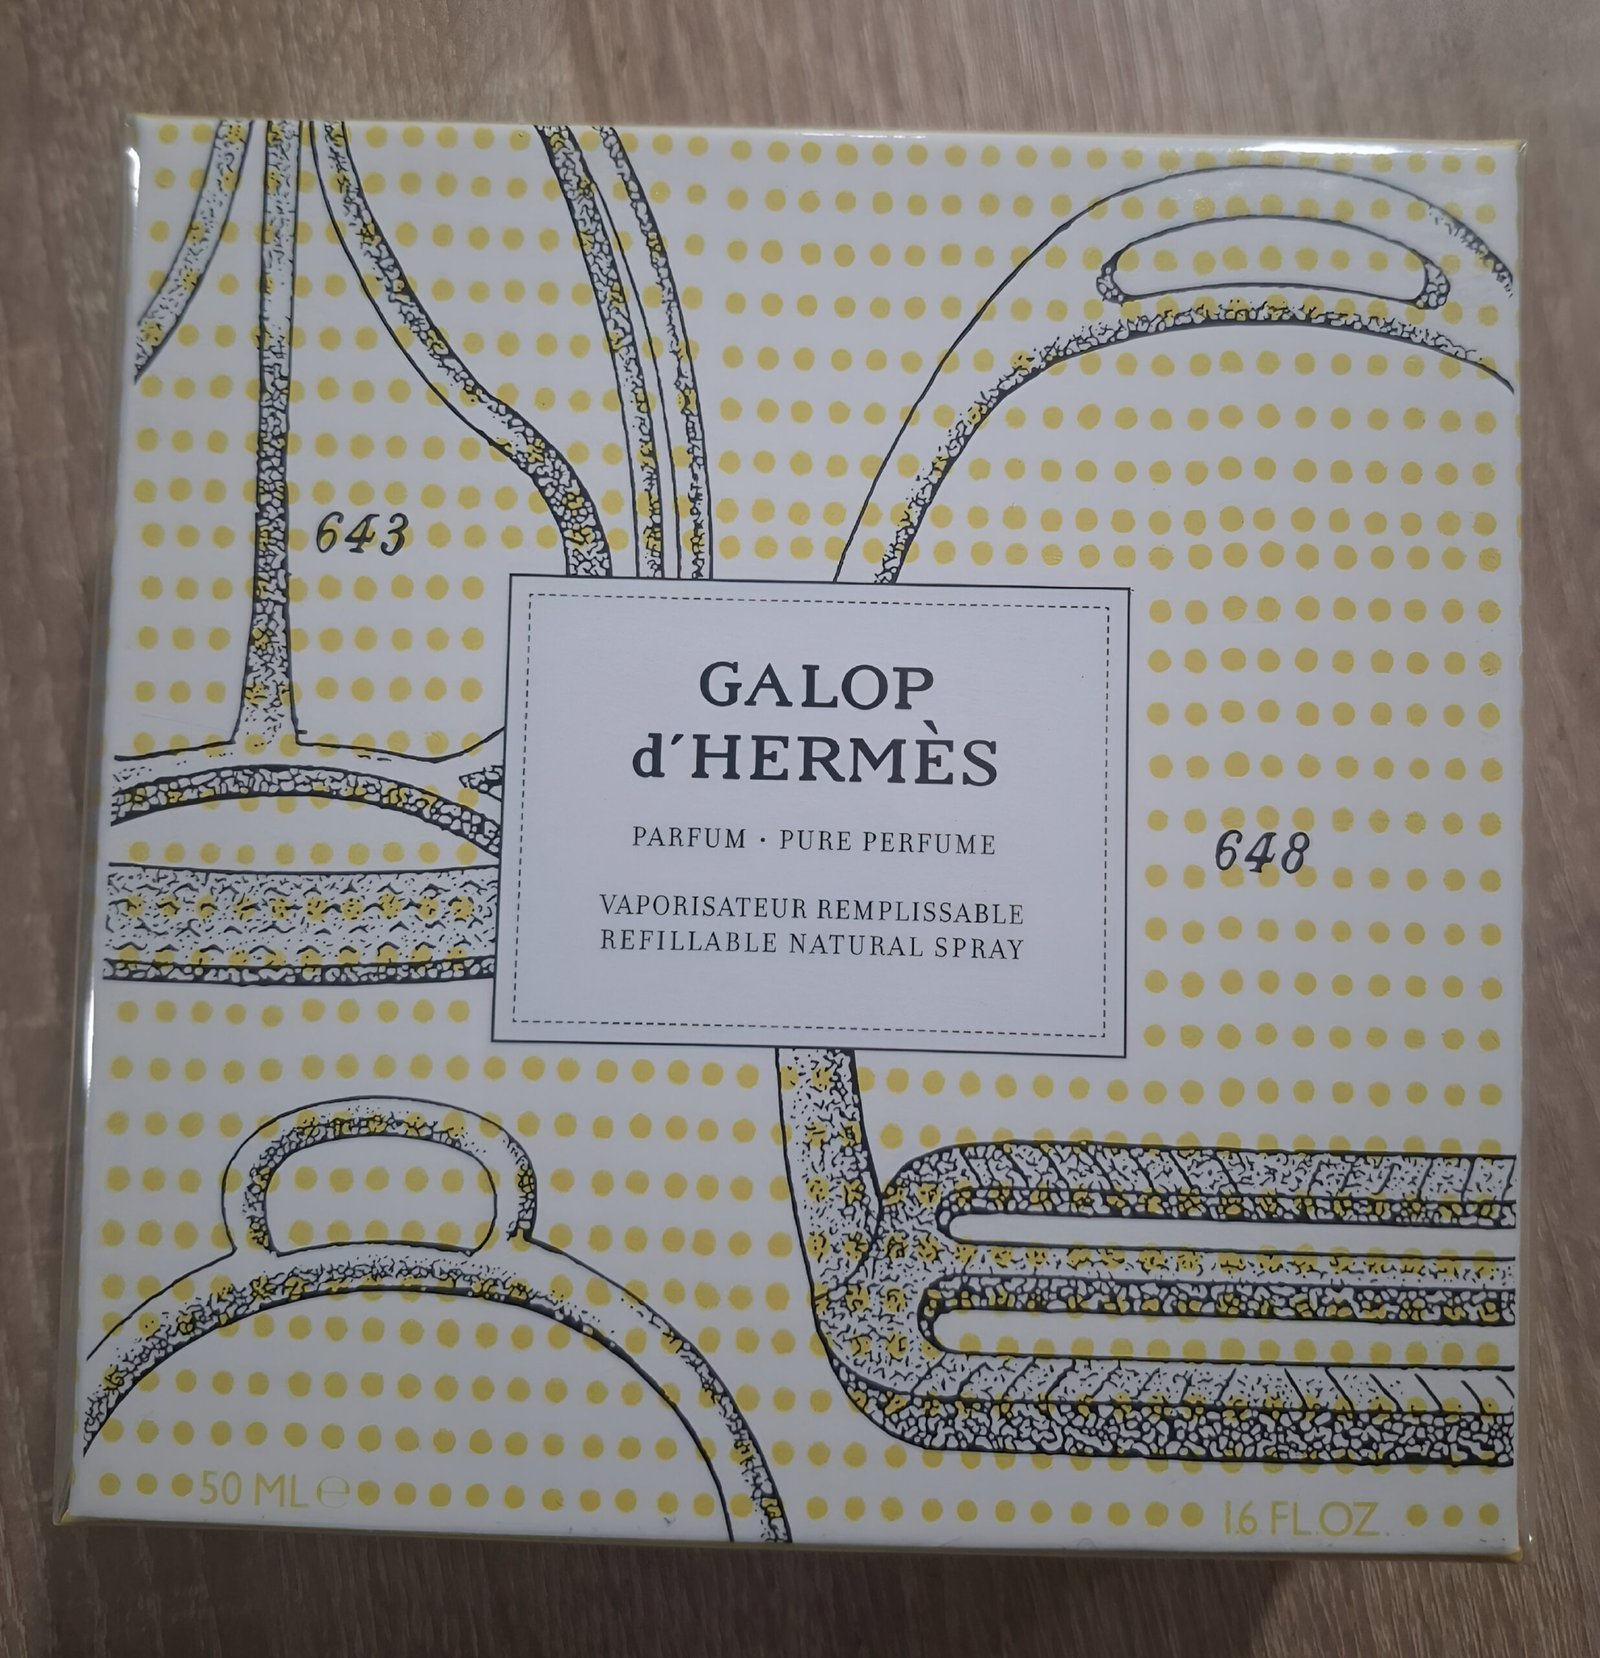 643
GALOP
d'HERMÈS
PARFUM · PURE PERFUME
648
VAPORISATEUR REMPLISSABLE
REFILLABLE NATURAL SPRAY
50 ML ℮
1.6 FL.OZ.